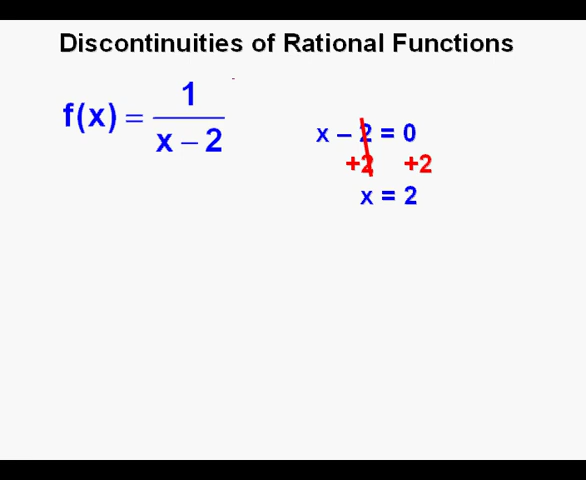 Discontinuities of Rational Functions
f(x) = 1
x – 2
x – 2 = 0
+2 +2
x = 2